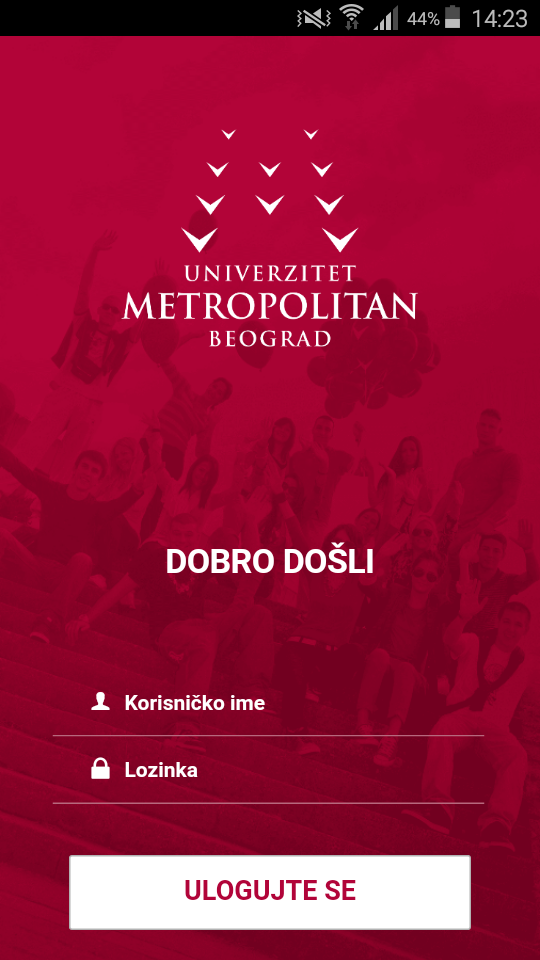 44% 14:23
UNIVERZITET
METROPOLITAN
BEOGRAD
DOBRO DOŠLI
Korisničko ime
Lozinka
ULOGUJTE SE